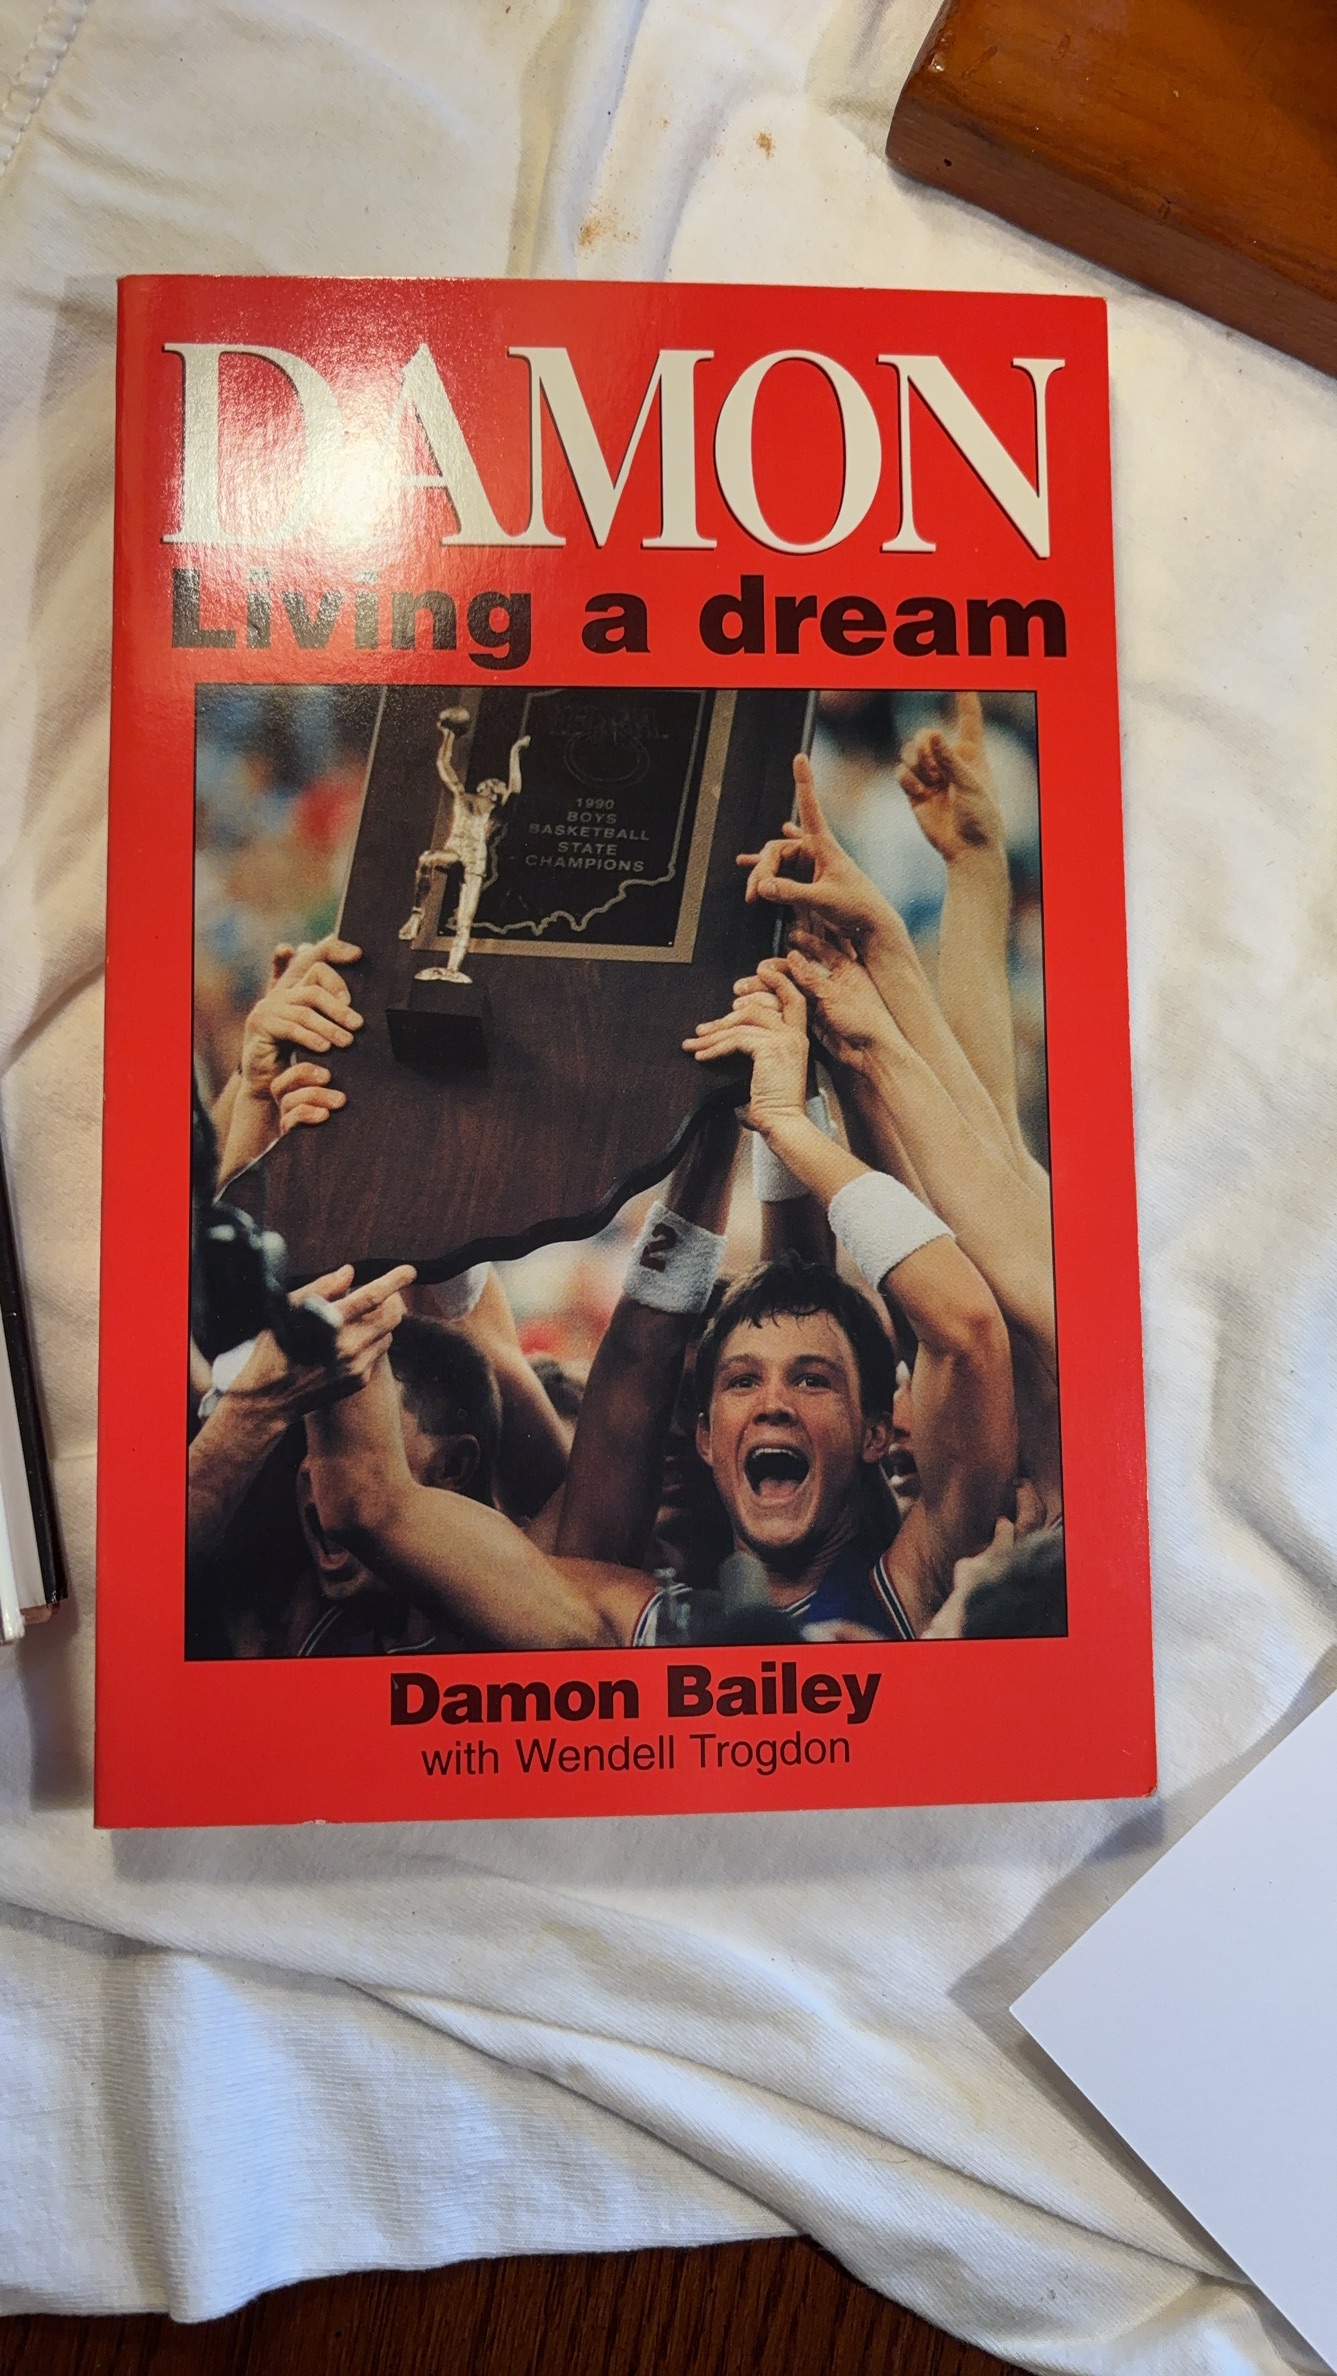 DAMON
Living a dream
1990
BOYS
BASKETBALL
STATE
CHAMPIONS
2
Damon Bailey
with Wendell Trogdon